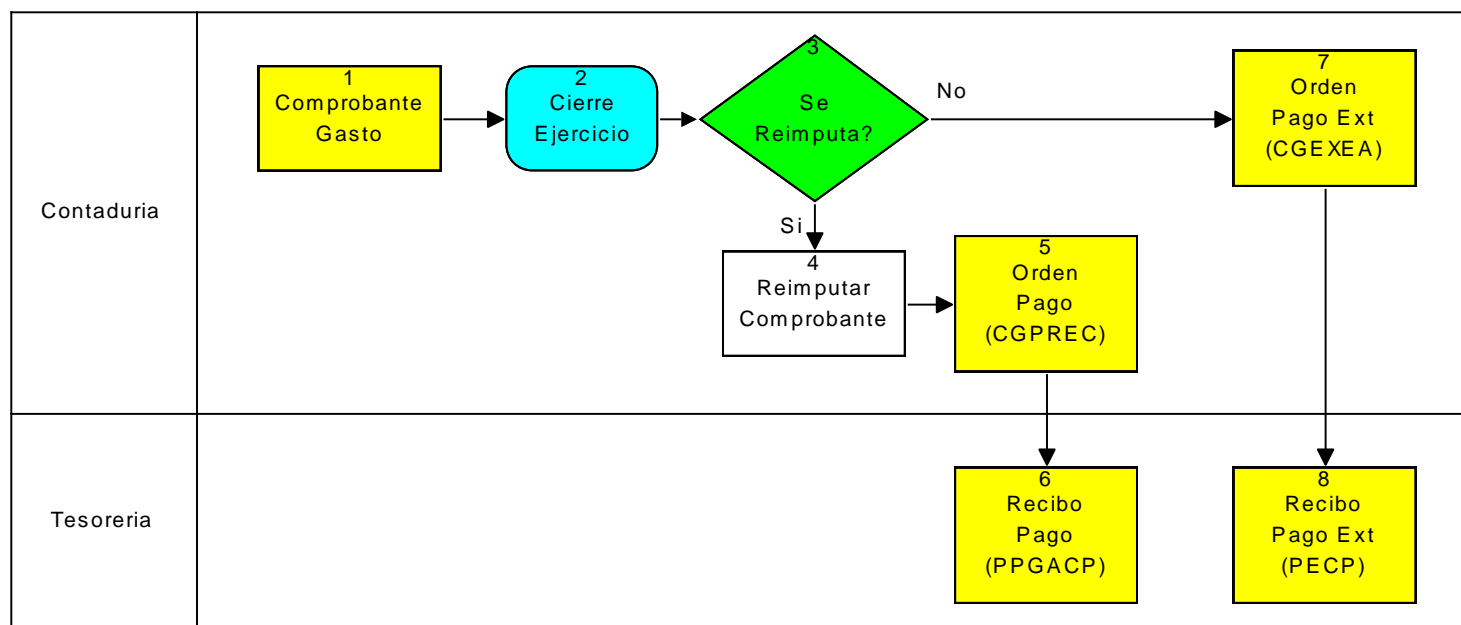 Contaduria
1
Comprobante
Gasto
2
Cierre
Ejercicio
3
Se
Reimputa?
No
Si
7
Orden
Pago Ext
(CGEXEA)
4
Reimputar
Comprobante
5
Orden
Pago
(CGPREC)
Tesoreria
6
Recibo
Pago
(PPGACP)
8
Recibo
Pago Ext
(PECP)